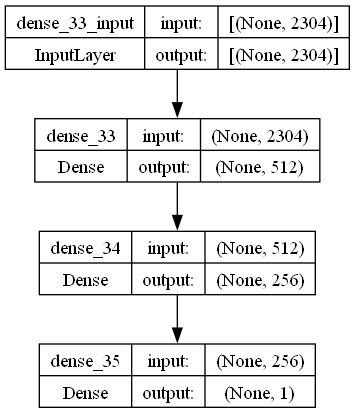 dense_33_input input: [(None, 2304)]
InputLayer output: [(None, 2304)]
dense_33 input: (None, 2304)
Dense output: (None, 512)
dense_34 input: (None, 512)
Dense output: (None, 256)
dense_35 input: (None, 256)
Dense output: (None, 1)